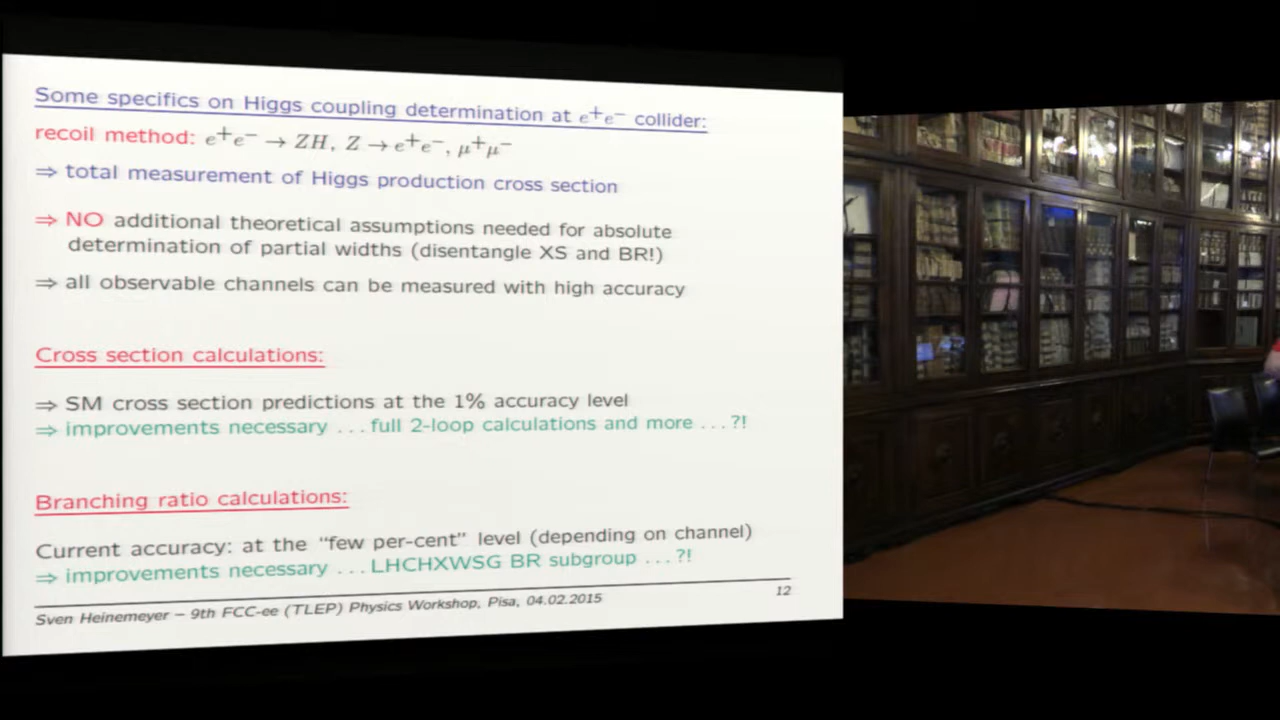 Some specifics on Higgs coupling determination at e⁺e⁻ collider:
recoil method: e⁺e⁻ → ZH, Z → e⁺e⁻, μ⁺μ⁻
⇒ total measurement of Higgs production cross section
⇒ NO additional theoretical assumptions needed for absolute
determination of partial widths (disentangle XS and BR!)
⇒ all observable channels can be measured with high accuracy
Cross section calculations:
⇒ SM cross section predictions at the 1% accuracy level
⇒ improvements necessary ...full 2-loop calculations and more ...?!
Branching ratio calculations:
Current accuracy: at the “few per-cent” level (depending on channel)
⇒ improvements necessary ...LHCHXWSG BR subgroup ...?!
Sven Heinemeyer – 9th FCC-ee (TLEP) Physics Workshop, Pisa, 04.02.2015
12